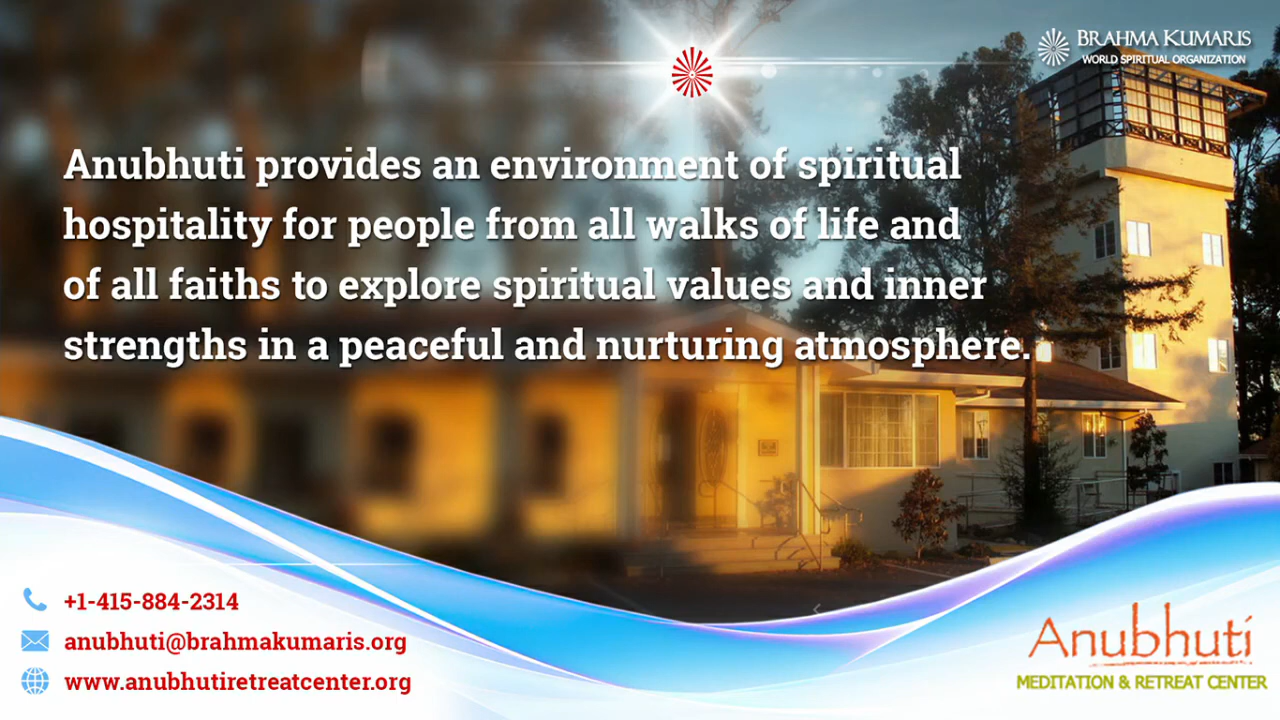 BRAHMA KUMARIS
WORLD SPIRITUAL ORGANIZATION
Anubhuti provides an environment of spiritual
hospitality for people from all walks of life and
of all faiths to explore spiritual values and inner
strengths in a peaceful and nurturing atmosphere.
+1-415-884-2314
anubhuti@brahmakumaris.org
www.anubhutiretreatcenter.org
Anubhuti
MEDITATION & RETREAT CENTER